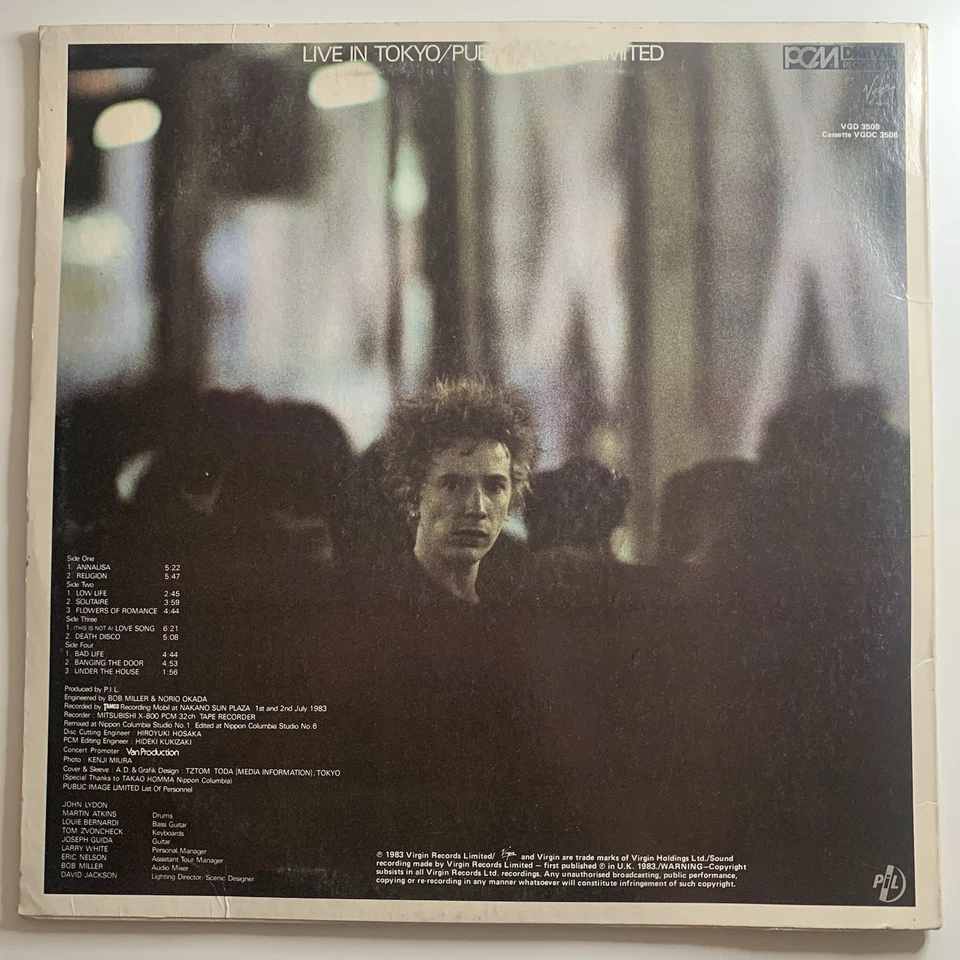 LIVE IN TOKYO/PUB LIMITED
PCM DIGITAL
RECORDING
Virgin
VGD 3508
Cassette VGDC 3508
Side One
1. ANNALISA 5:22
2. RELIGION 5:47
Side Two
1. LOW LIFE 2:45
2. SOLITAIRE 3:59
3. FLOWERS OF ROMANCE 4:44
Side Three
1. (THIS IS NOT A) LOVE SONG 6:21
2. DEATH DISCO 5:08
Side Four
1. BAD LIFE 4:44
2. BANGING THE DOOR 4:53
3. UNDER THE HOUSE 1:56
Produced by P.I.L.
Engineered by BOB MILLER & NORIO OKADA
Recorded by TAMCO Recording Mobil at NAKANO SUN PLAZA 1st and 2nd July 1983
Recorder : MITSUBISHI X-800 PCM 32ch TAPE RECORDER
Remixed at Nippon Columbia Studio No.1 Edited at Nippon Columbia Studio No.6
Disc Cutting Engineer : HIROYUKI HOSAKA
PCM Editing Engineer : HIDEKI KUKIZAKI
Concert Promoter : Van Production
Photo : KENJI MIURA
Cover & Sleeve : A.D. & Grafik Design : TZTOM TODA [MEDIA INFORMATION]: TOKYO
(Special Thanks to TAKAO HOMMA Nippon Columbia)
PUBLIC IMAGE LIMITED List Of Personnel
JOHN LYDON
MARTIN ATKINS Drums
LOUIE BERNARDI Bass Guitar
TOM ZVONCHECK Keyboards
JOSEPH GUIDA Guitar
LARRY WHITE Personal Manager
ERIC NELSON Assistant Tour Manager
BOB MILLER Audio Mixer
DAVID JACKSON Lighting Director/Scenic Designer
℗ 1983 Virgin Records Limited/ Virgin and Virgin are trade marks of Virgin Holdings Ltd./Sound
recording made by Virgin Records Limited — first published ℗ in U.K. 1983./WARNING—Copyright
subsists in all Virgin Records Ltd. recordings. Any unauthorised broadcasting, public performance,
copying or re-recording in any manner whatsoever will constitute infringement of such copyright.
PiL